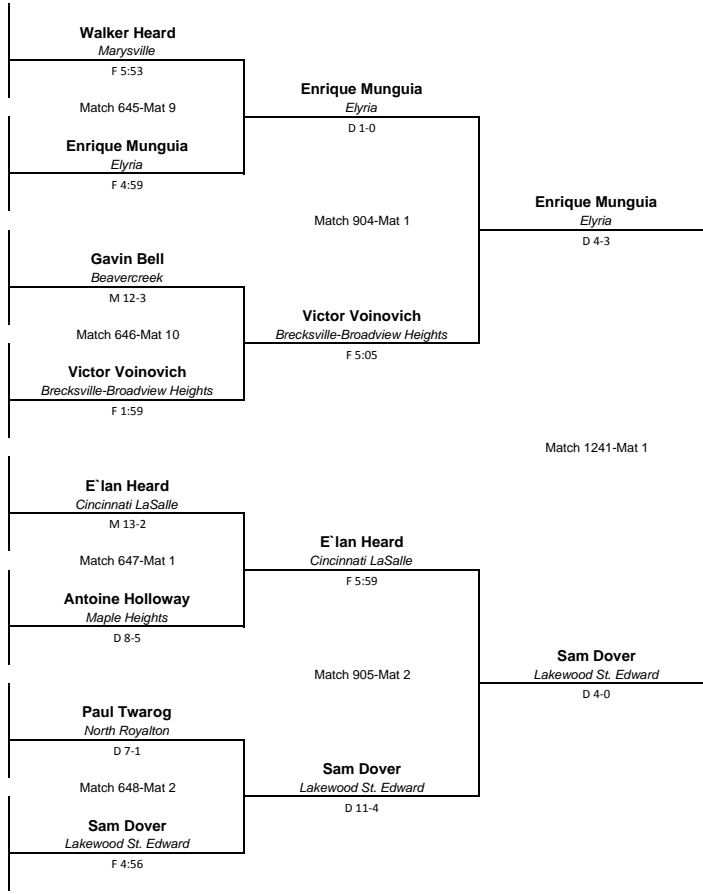 Walker Heard
Marysville
F 5:53
Match 645-Mat 9
Enrique Munguia
Elyria
F 4:59
Gavin Bell
Beavercreek
M 12-3
Match 646-Mat 10
Victor Voinovich
Brecksville-Broadview Heights
F 1:59
E`lan Heard
Cincinnati LaSalle
M 13-2
Match 647-Mat 1
Antoine Holloway
Maple Heights
D 8-5
Paul Twarog
North Royalton
D 7-1
Match 648-Mat 2
Sam Dover
Lakewood St. Edward
F 4:56
Enrique Munguia
Elyria
D 1-0
Match 904-Mat 1
Victor Voinovich
Brecksville-Broadview Heights
F 5:05
E`lan Heard
Cincinnati LaSalle
F 5:59
Match 905-Mat 2
Sam Dover
Lakewood St. Edward
D 11-4
Enrique Munguia
Elyria
D 4-3
Match 1241-Mat 1
Sam Dover
Lakewood St. Edward
D 4-0